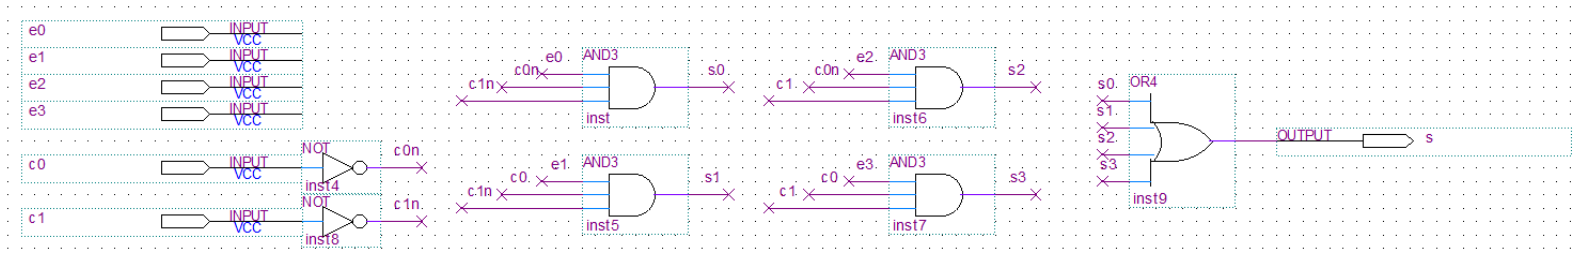 e0 INPUT VCC
e1 INPUT VCC
e2 INPUT VCC
e3 INPUT VCC
c0 INPUT VCC NOT inst4 c0n
c1 INPUT VCC NOT inst8 c1n
e0 c0n c1n AND3 inst s0
e1 c0 c1n AND3 inst5 s1
e2 c0n c1 AND3 inst6 s2
e3 c0 c1 AND3 inst7 s3
s0 s1 s2 s3 OR4 inst9
OUTPUT s